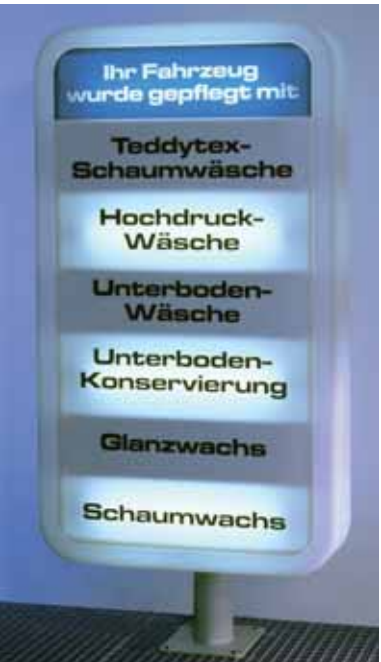 Ihr Fahrzeug
wurde gepflegt mit
Teddytex-
Schaumwäsche
Hochdruck-
Wäsche
Unterboden-
Wäsche
Unterboden-
Konservierung
Glanzwachs
Schaumwachs